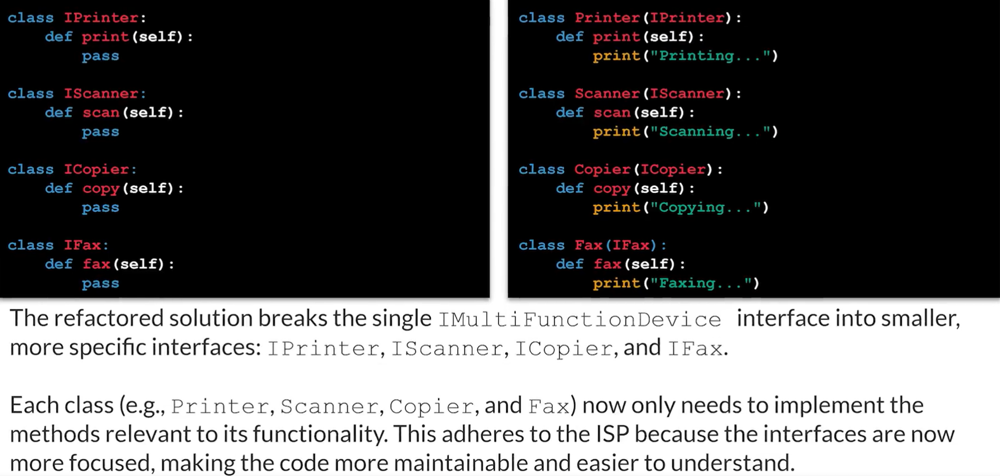 class IPrinter:
    def print(self):
        pass

class IScanner:
    def scan(self):
        pass

class ICopier:
    def copy(self):
        pass

class IFax:
    def fax(self):
        pass

class Printer(IPrinter):
    def print(self):
        print("Printing...")

class Scanner(IScanner):
    def scan(self):
        print("Scanning...")

class Copier(ICopier):
    def copy(self):
        print("Copying...")

class Fax(IFax):
    def fax(self):
        print("Faxing...")

The refactored solution breaks the single IMultiFunctionDevice interface into smaller,
more specific interfaces: IPrinter, IScanner, ICopier, and IFax.

Each class (e.g., Printer, Scanner, Copier, and Fax) now only needs to implement the
methods relevant to its functionality. This adheres to the ISP because the interfaces are now
more focused, making the code more maintainable and easier to understand.